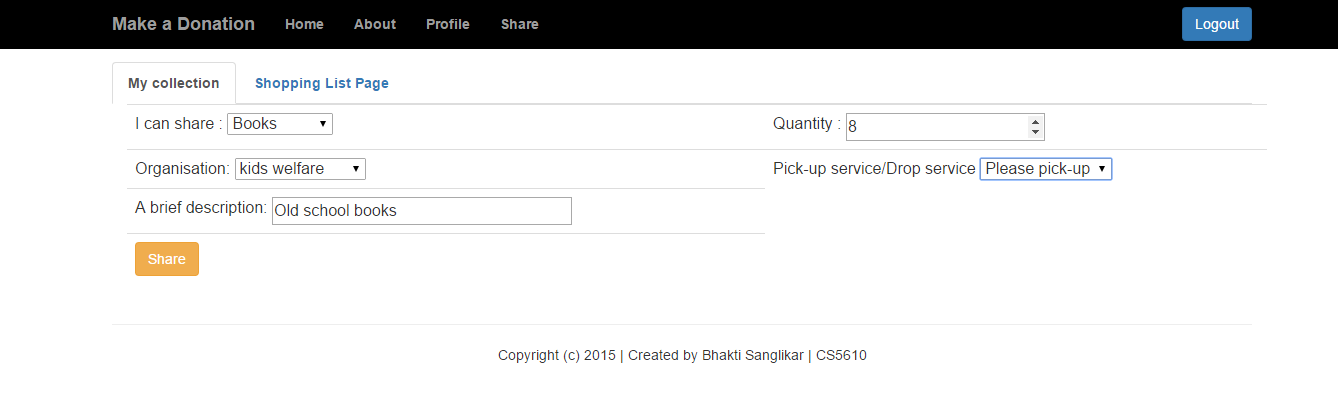 Make a Donation Home About Profile Share Logout
My collection Shopping List Page
I can share : Books Quantity : 8
Organisation: kids welfare Pick-up service/Drop service Please pick-up
A brief description: Old school books
Share
Copyright (c) 2015 | Created by Bhakti Sanglikar | CS5610